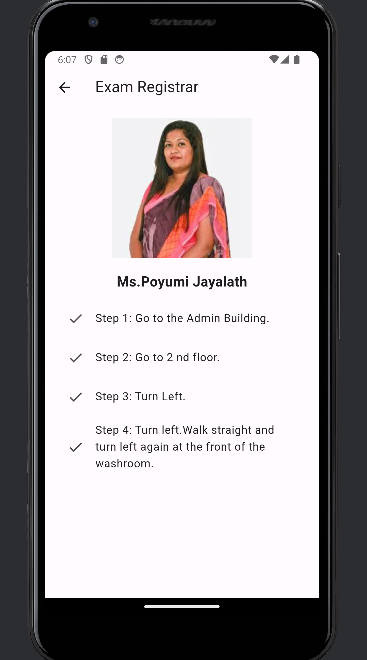 6:07
Exam Registrar
Ms.Poyumi Jayalath
Step 1: Go to the Admin Building.
Step 2: Go to 2 nd floor.
Step 3: Turn Left.
Step 4: Turn left.Walk straight and
turn left again at the front of the
washroom.